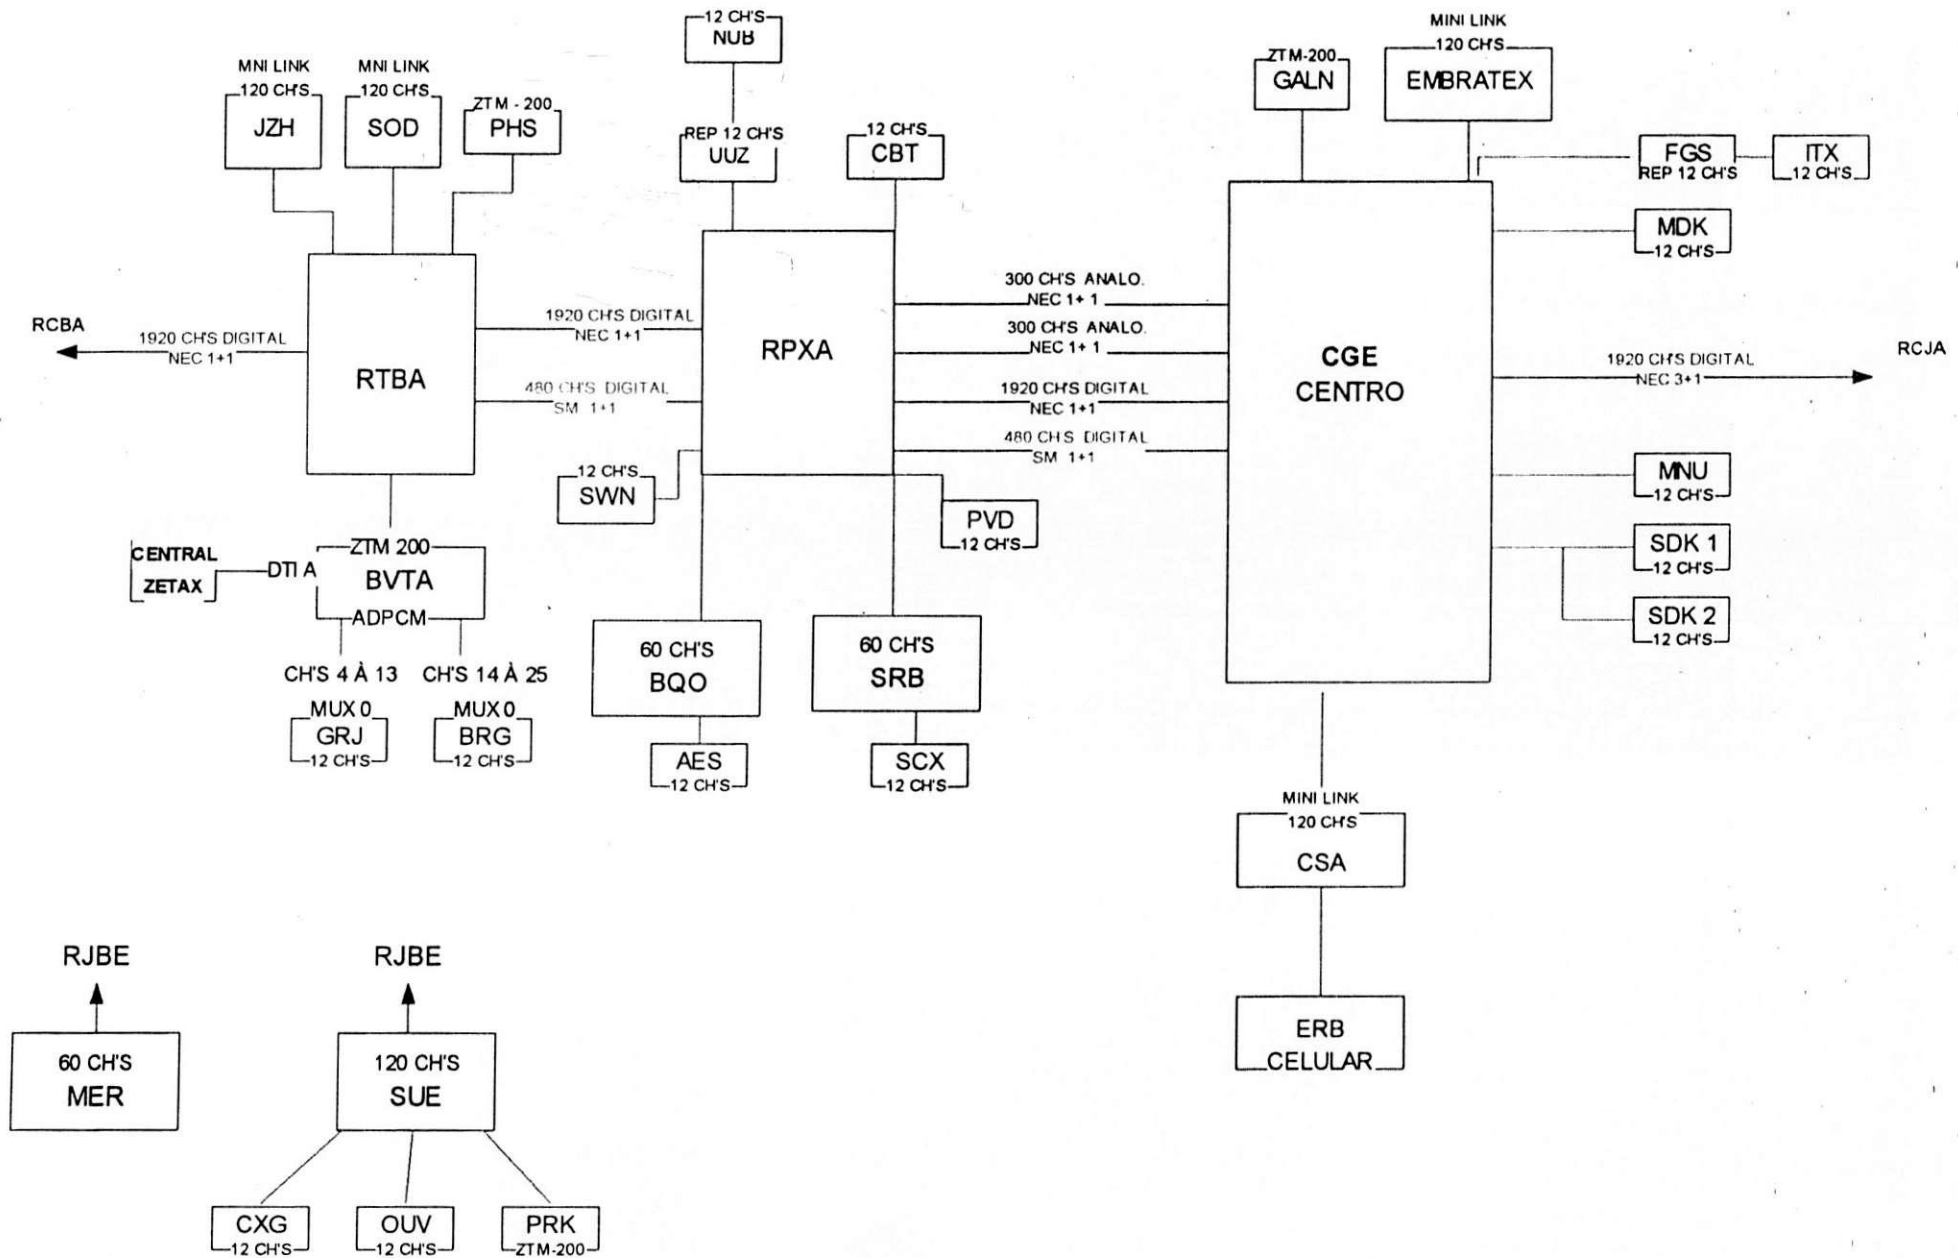 12 CH'S
NUB
MINI LINK
120 CH'S
EMBRATEX
ZTM-200
GALN
MNI LINK
120 CH'S
JZH
MNI LINK
120 CH'S
SOD
ZTM - 200
PHS
REP 12 CH'S
UUZ
12 CH'S
CBT
FGS
REP 12 CH'S
ITX
12 CH'S
MDK
12 CH'S
RCBA
1920 CH'S DIGITAL
NEC 1+1
RTBA
1920 CH'S DIGITAL
NEC 1+1
480 CH'S DIGITAL
SM 1+1
RPXA
300 CH'S ANALO.
NEC 1+ 1
300 CH'S ANALO.
NEC 1+ 1
1920 CH'S DIGITAL
NEC 1+1
480 CH'S DIGITAL
SM 1+1
CGE
CENTRO
1920 CH'S DIGITAL
NEC 3+1
RCJA
12 CH'S
SWN
PVD
12 CH'S
MNU
12 CH'S
SDK 1
12 CH'S
SDK 2
12 CH'S
CENTRAL
ZETAX
DTI A
ZTM 200
BVTA
ADPCM
CH'S 4 À 13
CH'S 14 À 25
MUX 0
GRJ
12 CH'S
MUX 0
BRG
12 CH'S
60 CH'S
BQO
60 CH'S
SRB
AES
12 CH'S
SCX
12 CH'S
MINI LINK
120 CH'S
CSA
ERB
CELULAR
RJBE
60 CH'S
MER
RJBE
120 CH'S
SUE
CXG
12 CH'S
OUV
12 CH'S
PRK
ZTM-200